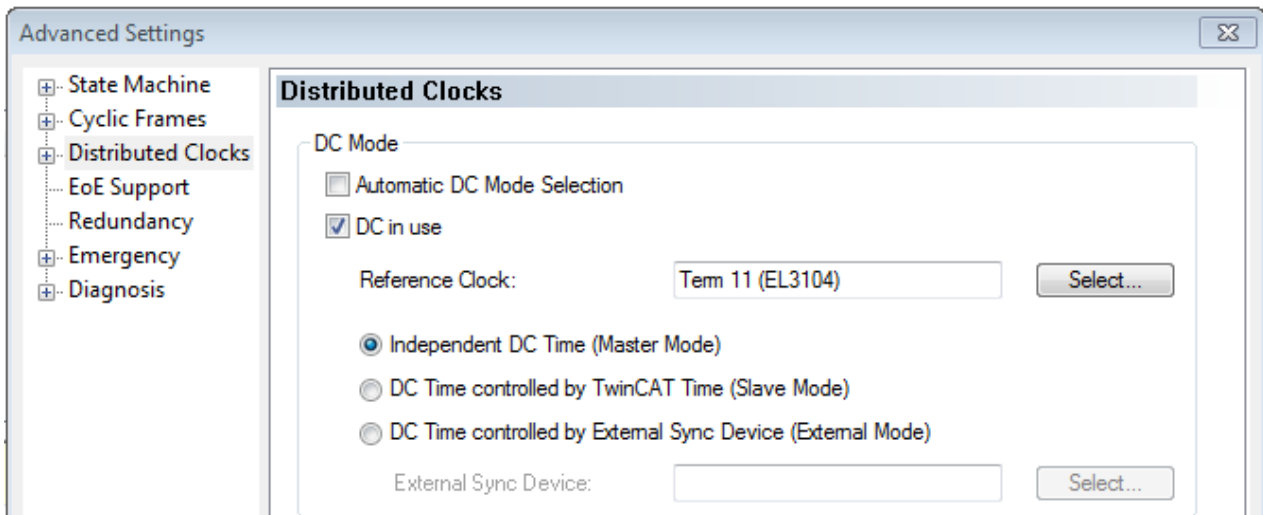 Advanced Settings
State Machine
Cyclic Frames
Distributed Clocks
EoE Support
Redundancy
Emergency
Diagnosis
Distributed Clocks
DC Mode
Automatic DC Mode Selection
DC in use
Reference Clock: Term 11 (EL3104) Select...
Independent DC Time (Master Mode)
DC Time controlled by TwinCAT Time (Slave Mode)
DC Time controlled by External Sync Device (External Mode)
External Sync Device: Select...